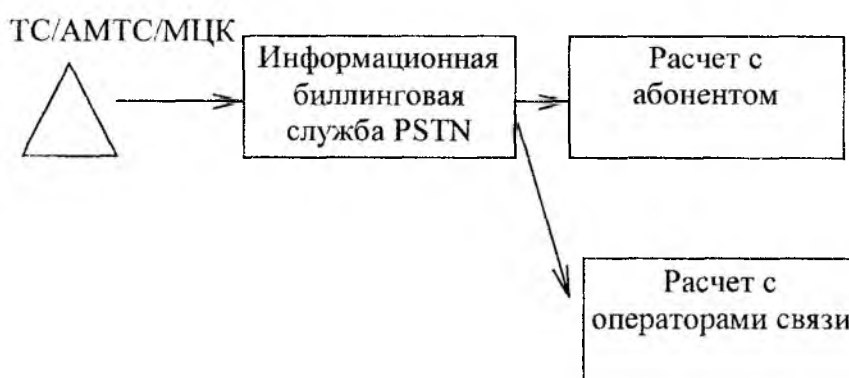 ТС/АМТС/МЦК
Информационная
биллинговая
служба PSTN
Расчет с
абонентом
Расчет с
операторами связи